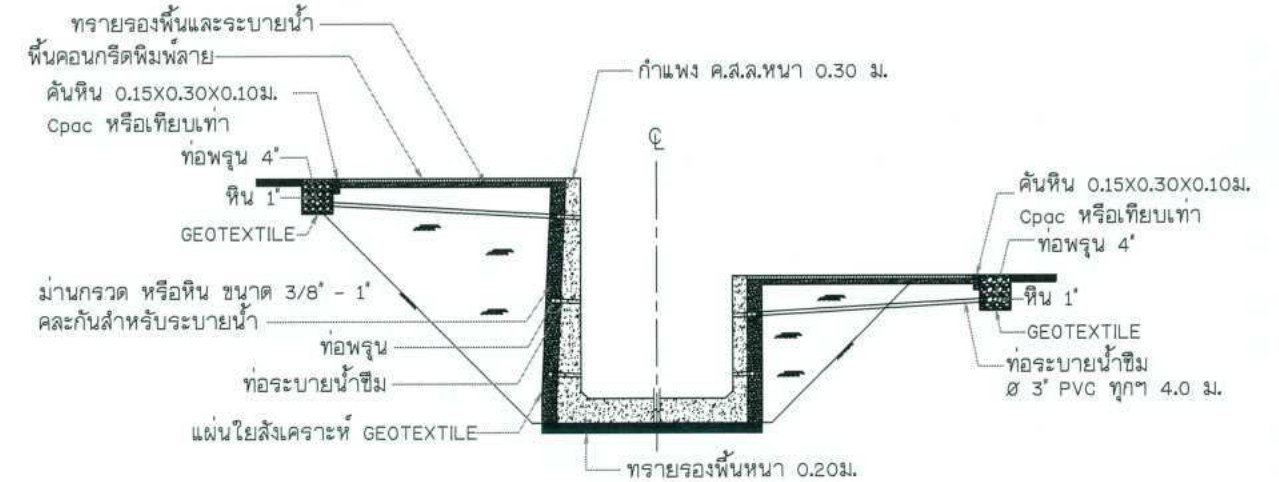 ทรายรองพื้นและระบายน้ำ
พื้นคอนกรีตพิมพ์ลาย
คันหิน 0.15X0.30X0.10ม.
Cpac หรือเทียบเท่า
ท่อพรุน 4"
หิน 1"
GEOTEXTILE
ม่านกรวด หรือหิน ขนาด 3/8" - 1"
คละกันสำหรับระบายน้ำ
ท่อพรุน
ท่อระบายน้ำซึม
แผ่นใยสังเคราะห์ GEOTEXTILE
กำแพง ค.ส.ล.หนา 0.30 ม.
℄
คันหิน 0.15X0.30X0.10ม.
Cpac หรือเทียบเท่า
ท่อพรุน 4"
หิน 1"
GEOTEXTILE
ท่อระบายน้ำซึม
Ø 3" PVC ทุกๆ 4.0 ม.
ทรายรองพื้นหนา 0.20ม.